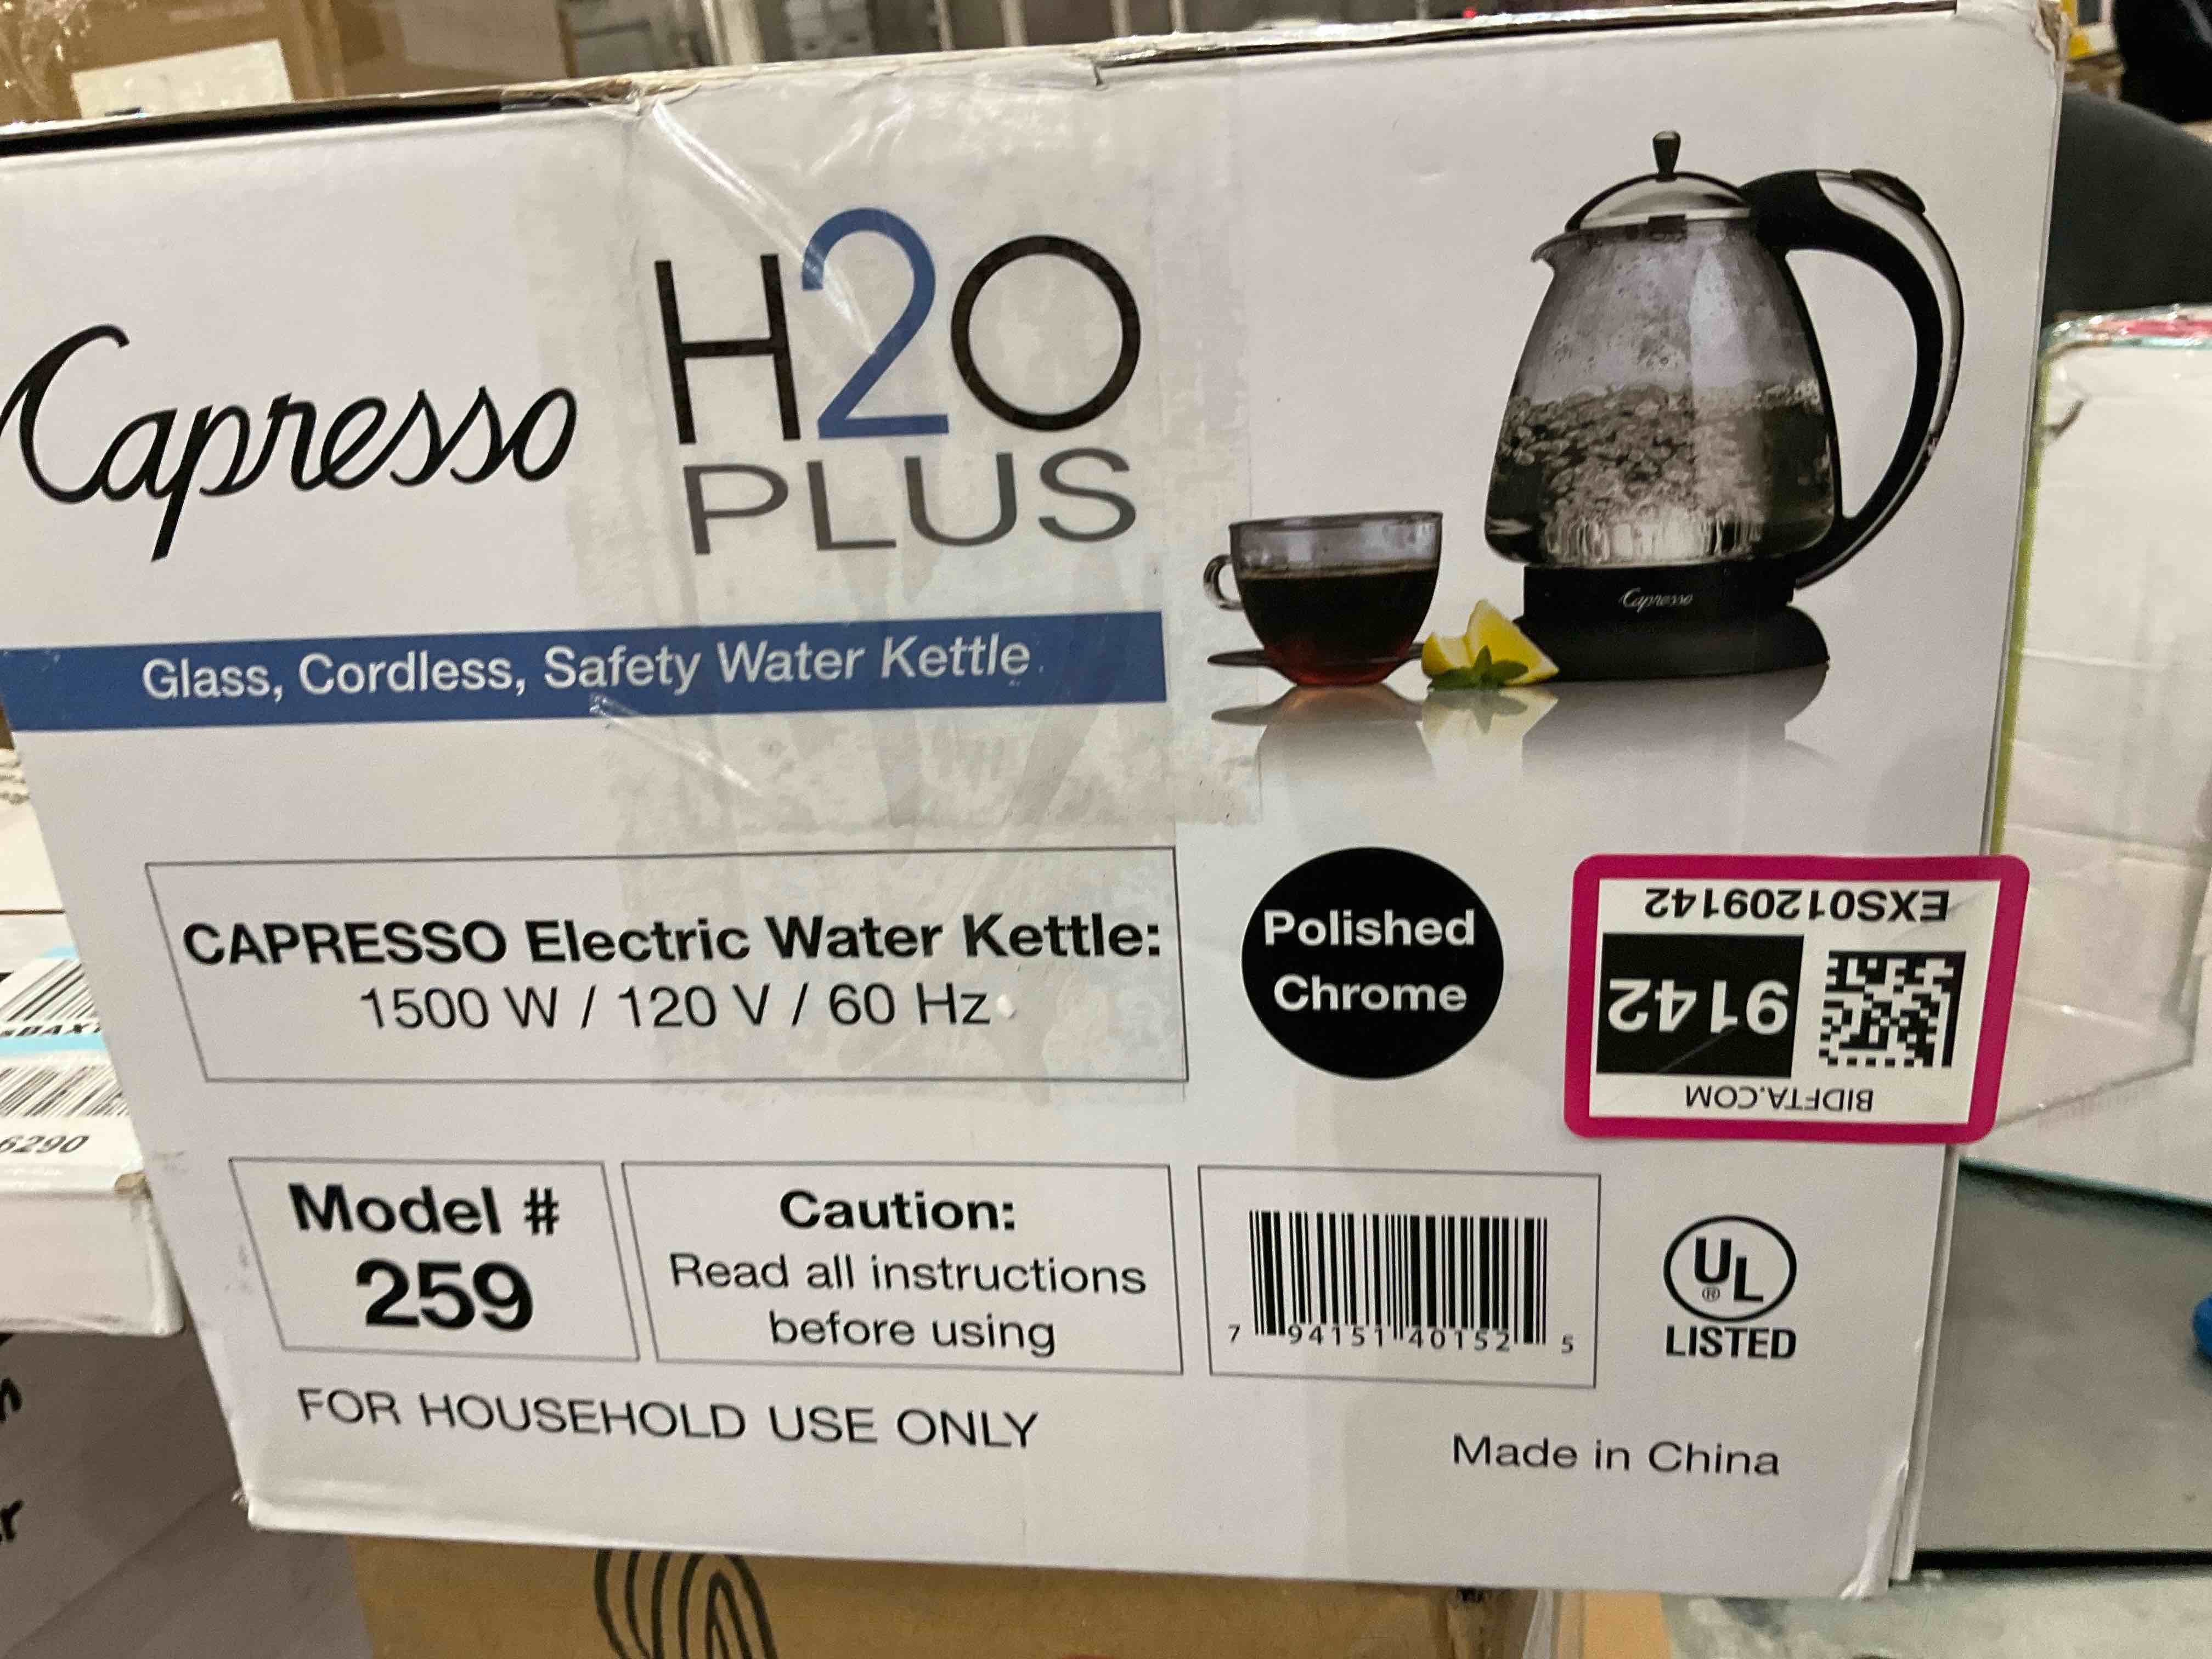 Capresso
H2O
PLUS
Glass, Cordless, Safety Water Kettle
Capresso
CAPRESSO Electric Water Kettle:
1500 W / 120 V / 60 Hz
Polished
Chrome
EXS01209142
9142
BIDFTA.COM
Model #
259
Caution:
Read all instructions
before using
7 94151 40152 5
UL
®
LISTED
FOR HOUSEHOLD USE ONLY
Made in China
6290